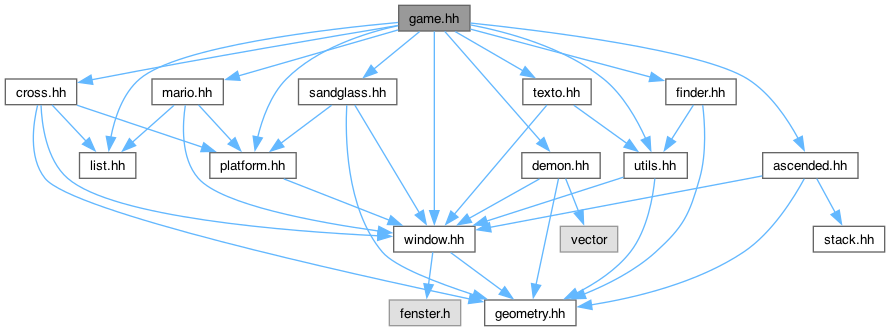 game.hh
cross.hh
mario.hh
sandglass.hh
texto.hh
finder.hh
list.hh
platform.hh
demon.hh
utils.hh
ascended.hh
window.hh
vector
stack.hh
fenster.h
geometry.hh